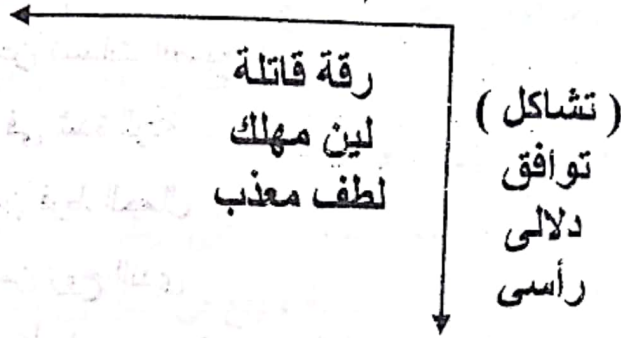 رقة قاتلة
لين مهلك
لطف معذب
( تشاكل )
توافق
دلالى
رأسى